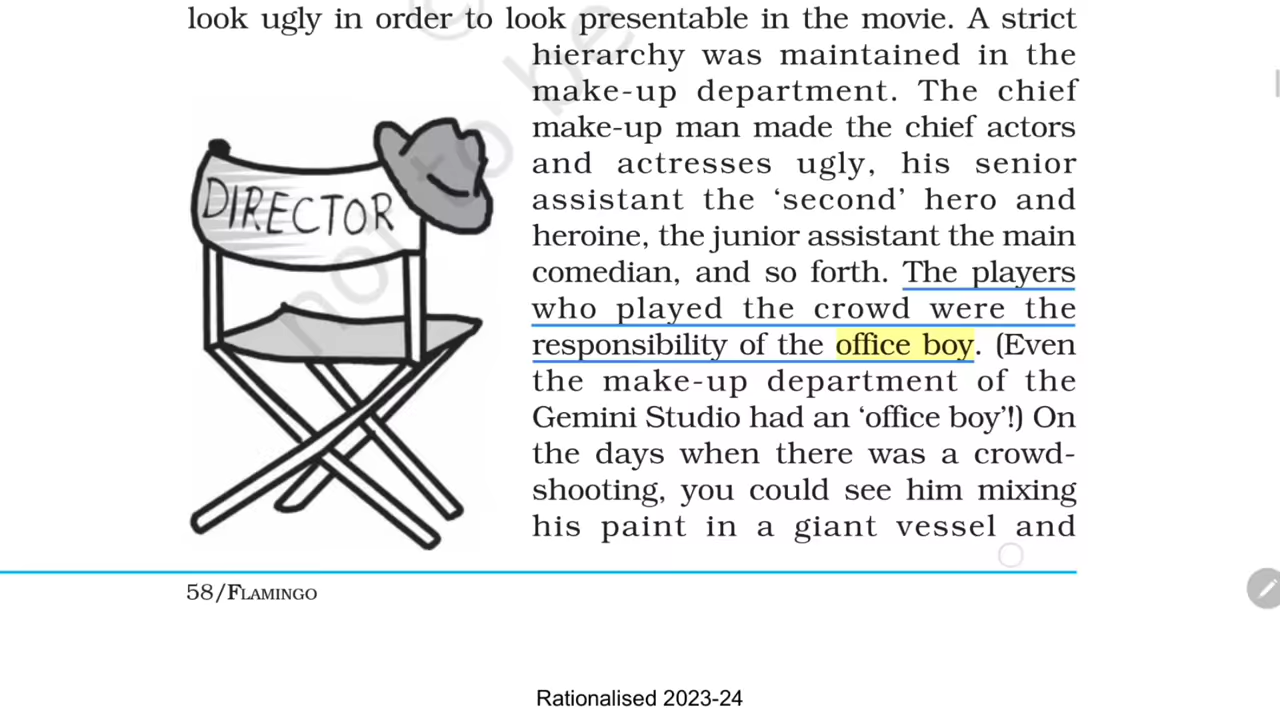 look ugly in order to look presentable in the movie. A strict
hierarchy was maintained in the
make-up department. The chief
make-up man made the chief actors
and actresses ugly, his senior
assistant the ‘second’ hero and
heroine, the junior assistant the main
comedian, and so forth. The players
who played the crowd were the
responsibility of the office boy. (Even
the make-up department of the
Gemini Studio had an ‘office boy’!) On
the days when there was a crowd-
shooting, you could see him mixing
his paint in a giant vessel and
DIRECTOR
not to be
58/FLAMINGO
Rationalised 2023-24